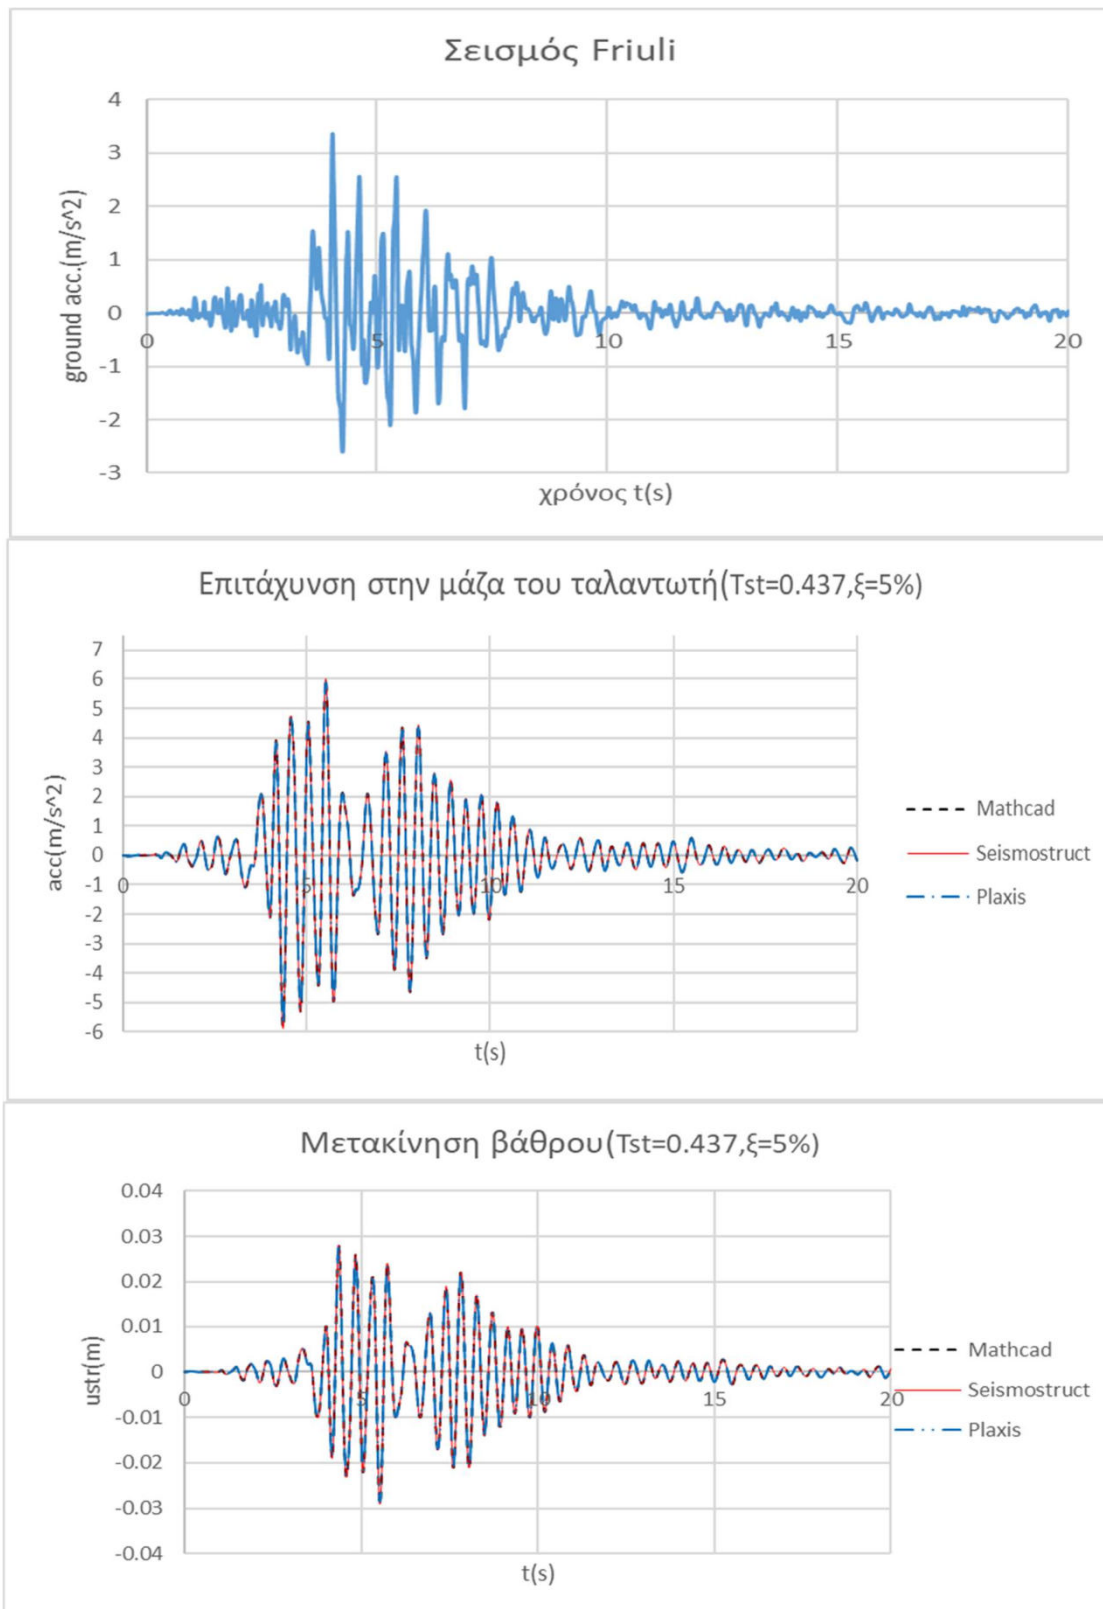 Σεισμός Friuli
4
3
2
1
0
-1
-2
-3
ground acc.(m/s^2)
0 5 10 15 20
χρόνος t(s)
Επιτάχυνση στην μάζα του ταλαντωτή(Tst=0.437,ξ=5%)
7
6
5
4
3
2
1
0
-1
-2
-3
-4
-5
-6
acc(m/s^2)
0 5 10 15 20
t(s)
Mathcad
Seismostruct
Plaxis
Μετακίνηση βάθρου(Tst=0.437,ξ=5%)
0.04
0.03
0.02
0.01
0
-0.01
-0.02
-0.03
-0.04
ustr(m)
0 5 10 15 20
t(s)
Mathcad
Seismostruct
Plaxis